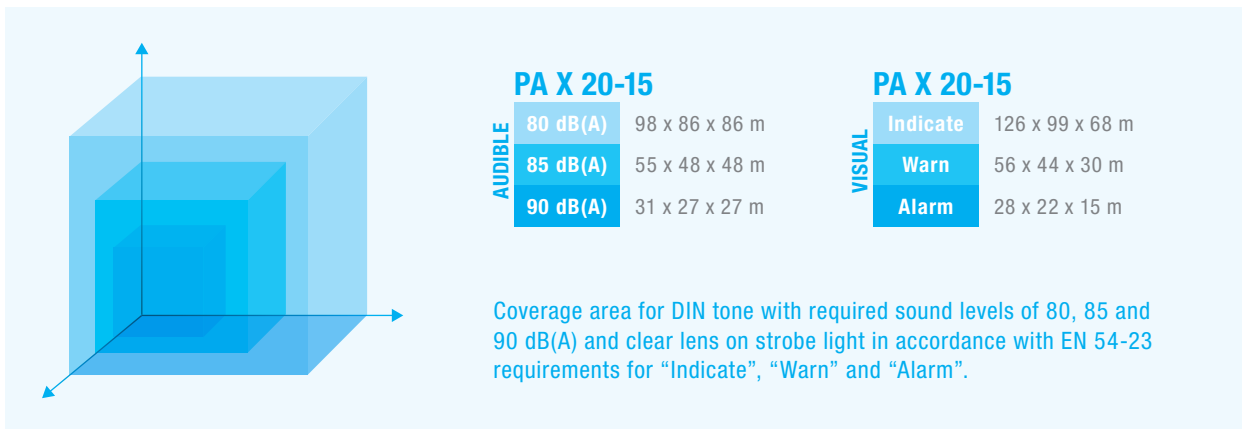 PA X 20-15
AUDIBLE
80 dB(A) 98 x 86 x 86 m
85 dB(A) 55 x 48 x 48 m
90 dB(A) 31 x 27 x 27 m
PA X 20-15
VISUAL
Indicate 126 x 99 x 68 m
Warn 56 x 44 x 30 m
Alarm 28 x 22 x 15 m
Coverage area for DIN tone with required sound levels of 80, 85 and
90 dB(A) and clear lens on strobe light in accordance with EN 54-23
requirements for “Indicate”, “Warn” and “Alarm”.